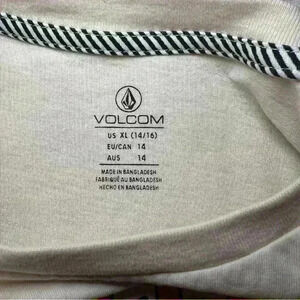 VOLCOM
US XL (14/16)
EU/CAN 14
AUS 14
MADE IN BANGLADESH
FABRIQUÉ AU BANGLADESH
HECHO EN BANGLADESH